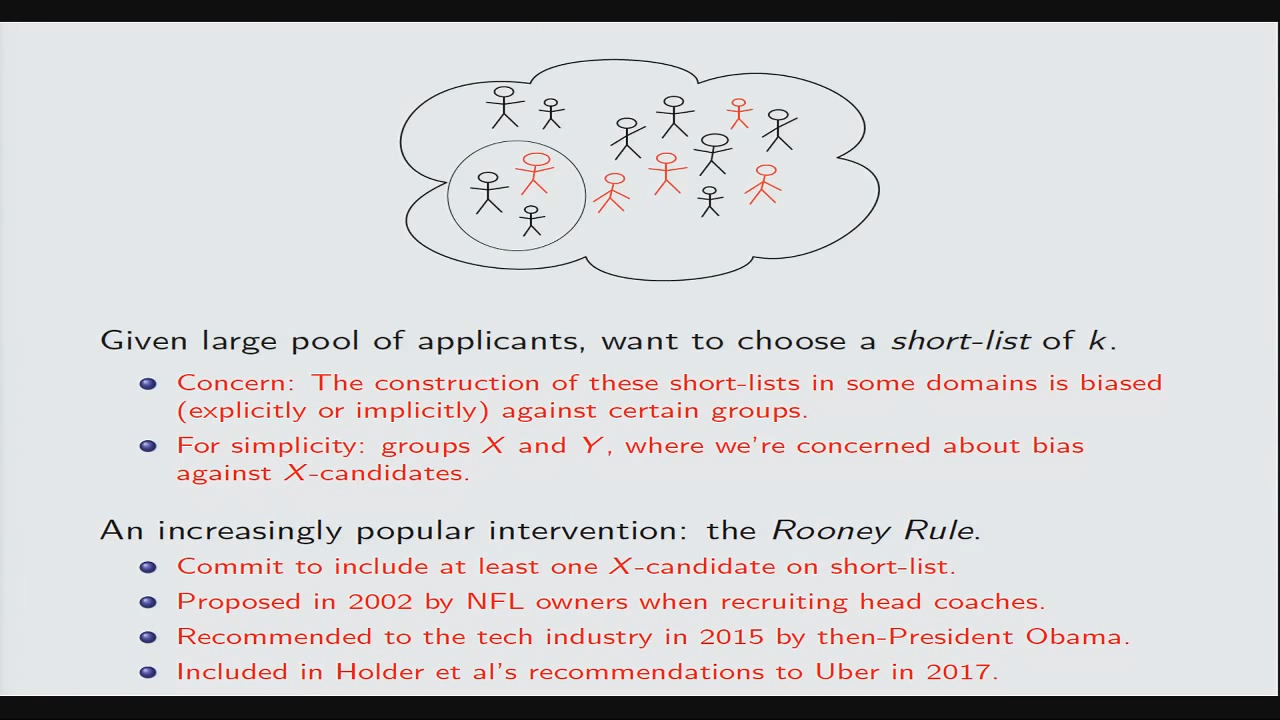 Given large pool of applicants, want to choose a short-list of k.
Concern: The construction of these short-lists in some domains is biased
(explicitly or implicitly) against certain groups.
For simplicity: groups X and Y, where we're concerned about bias
against X-candidates.
An increasingly popular intervention: the Rooney Rule.
Commit to include at least one X-candidate on short-list.
Proposed in 2002 by NFL owners when recruiting head coaches.
Recommended to the tech industry in 2015 by then-President Obama.
Included in Holder et al's recommendations to Uber in 2017.